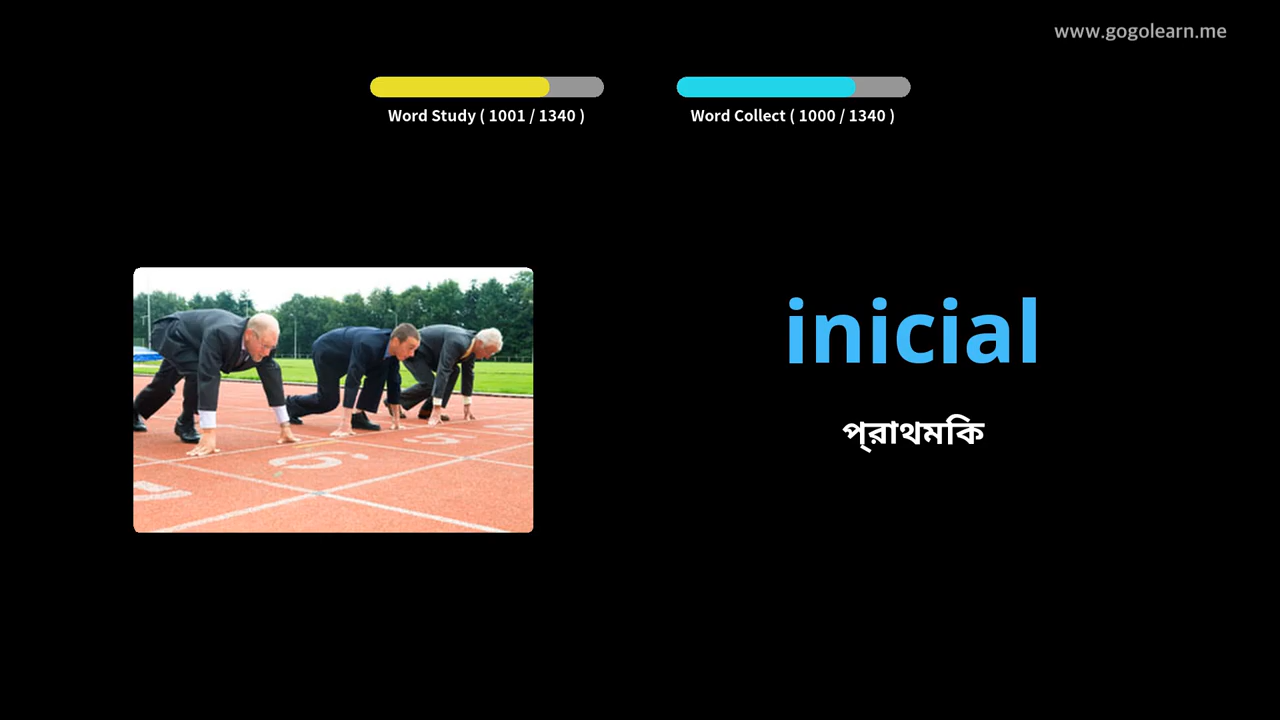 www.gogolearn.me
Word Study ( 1001 / 1340 )
Word Collect ( 1000 / 1340 )
inicial
প্রাথমিক